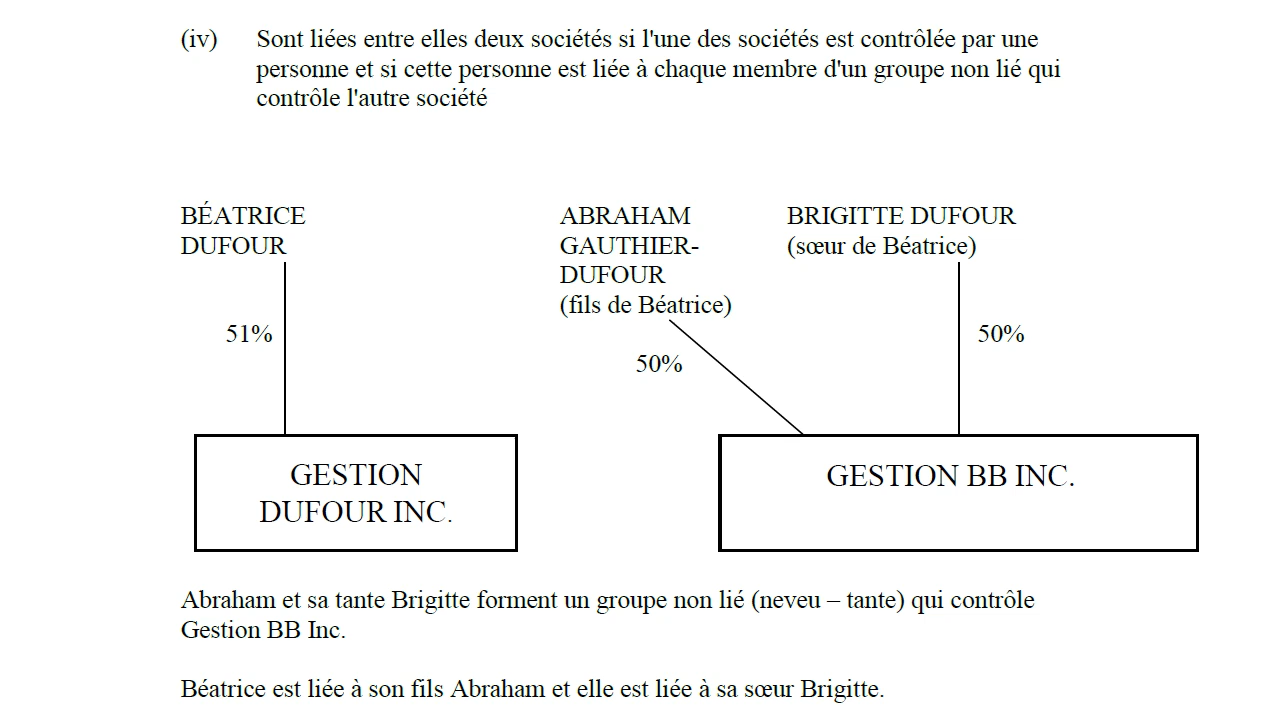 (iv) Sont liées entre elles deux sociétés si l'une des sociétés est contrôlée par une
personne et si cette personne est liée à chaque membre d'un groupe non lié qui
contrôle l'autre société
BÉATRICE
DUFOUR
ABRAHAM
GAUTHIER-
DUFOUR
(fils de Béatrice)
BRIGITTE DUFOUR
(sœur de Béatrice)
51%
50%
50%
GESTION
DUFOUR INC.
GESTION BB INC.
Abraham et sa tante Brigitte forment un groupe non lié (neveu – tante) qui contrôle
Gestion BB Inc.
Béatrice est liée à son fils Abraham et elle est liée à sa sœur Brigitte.